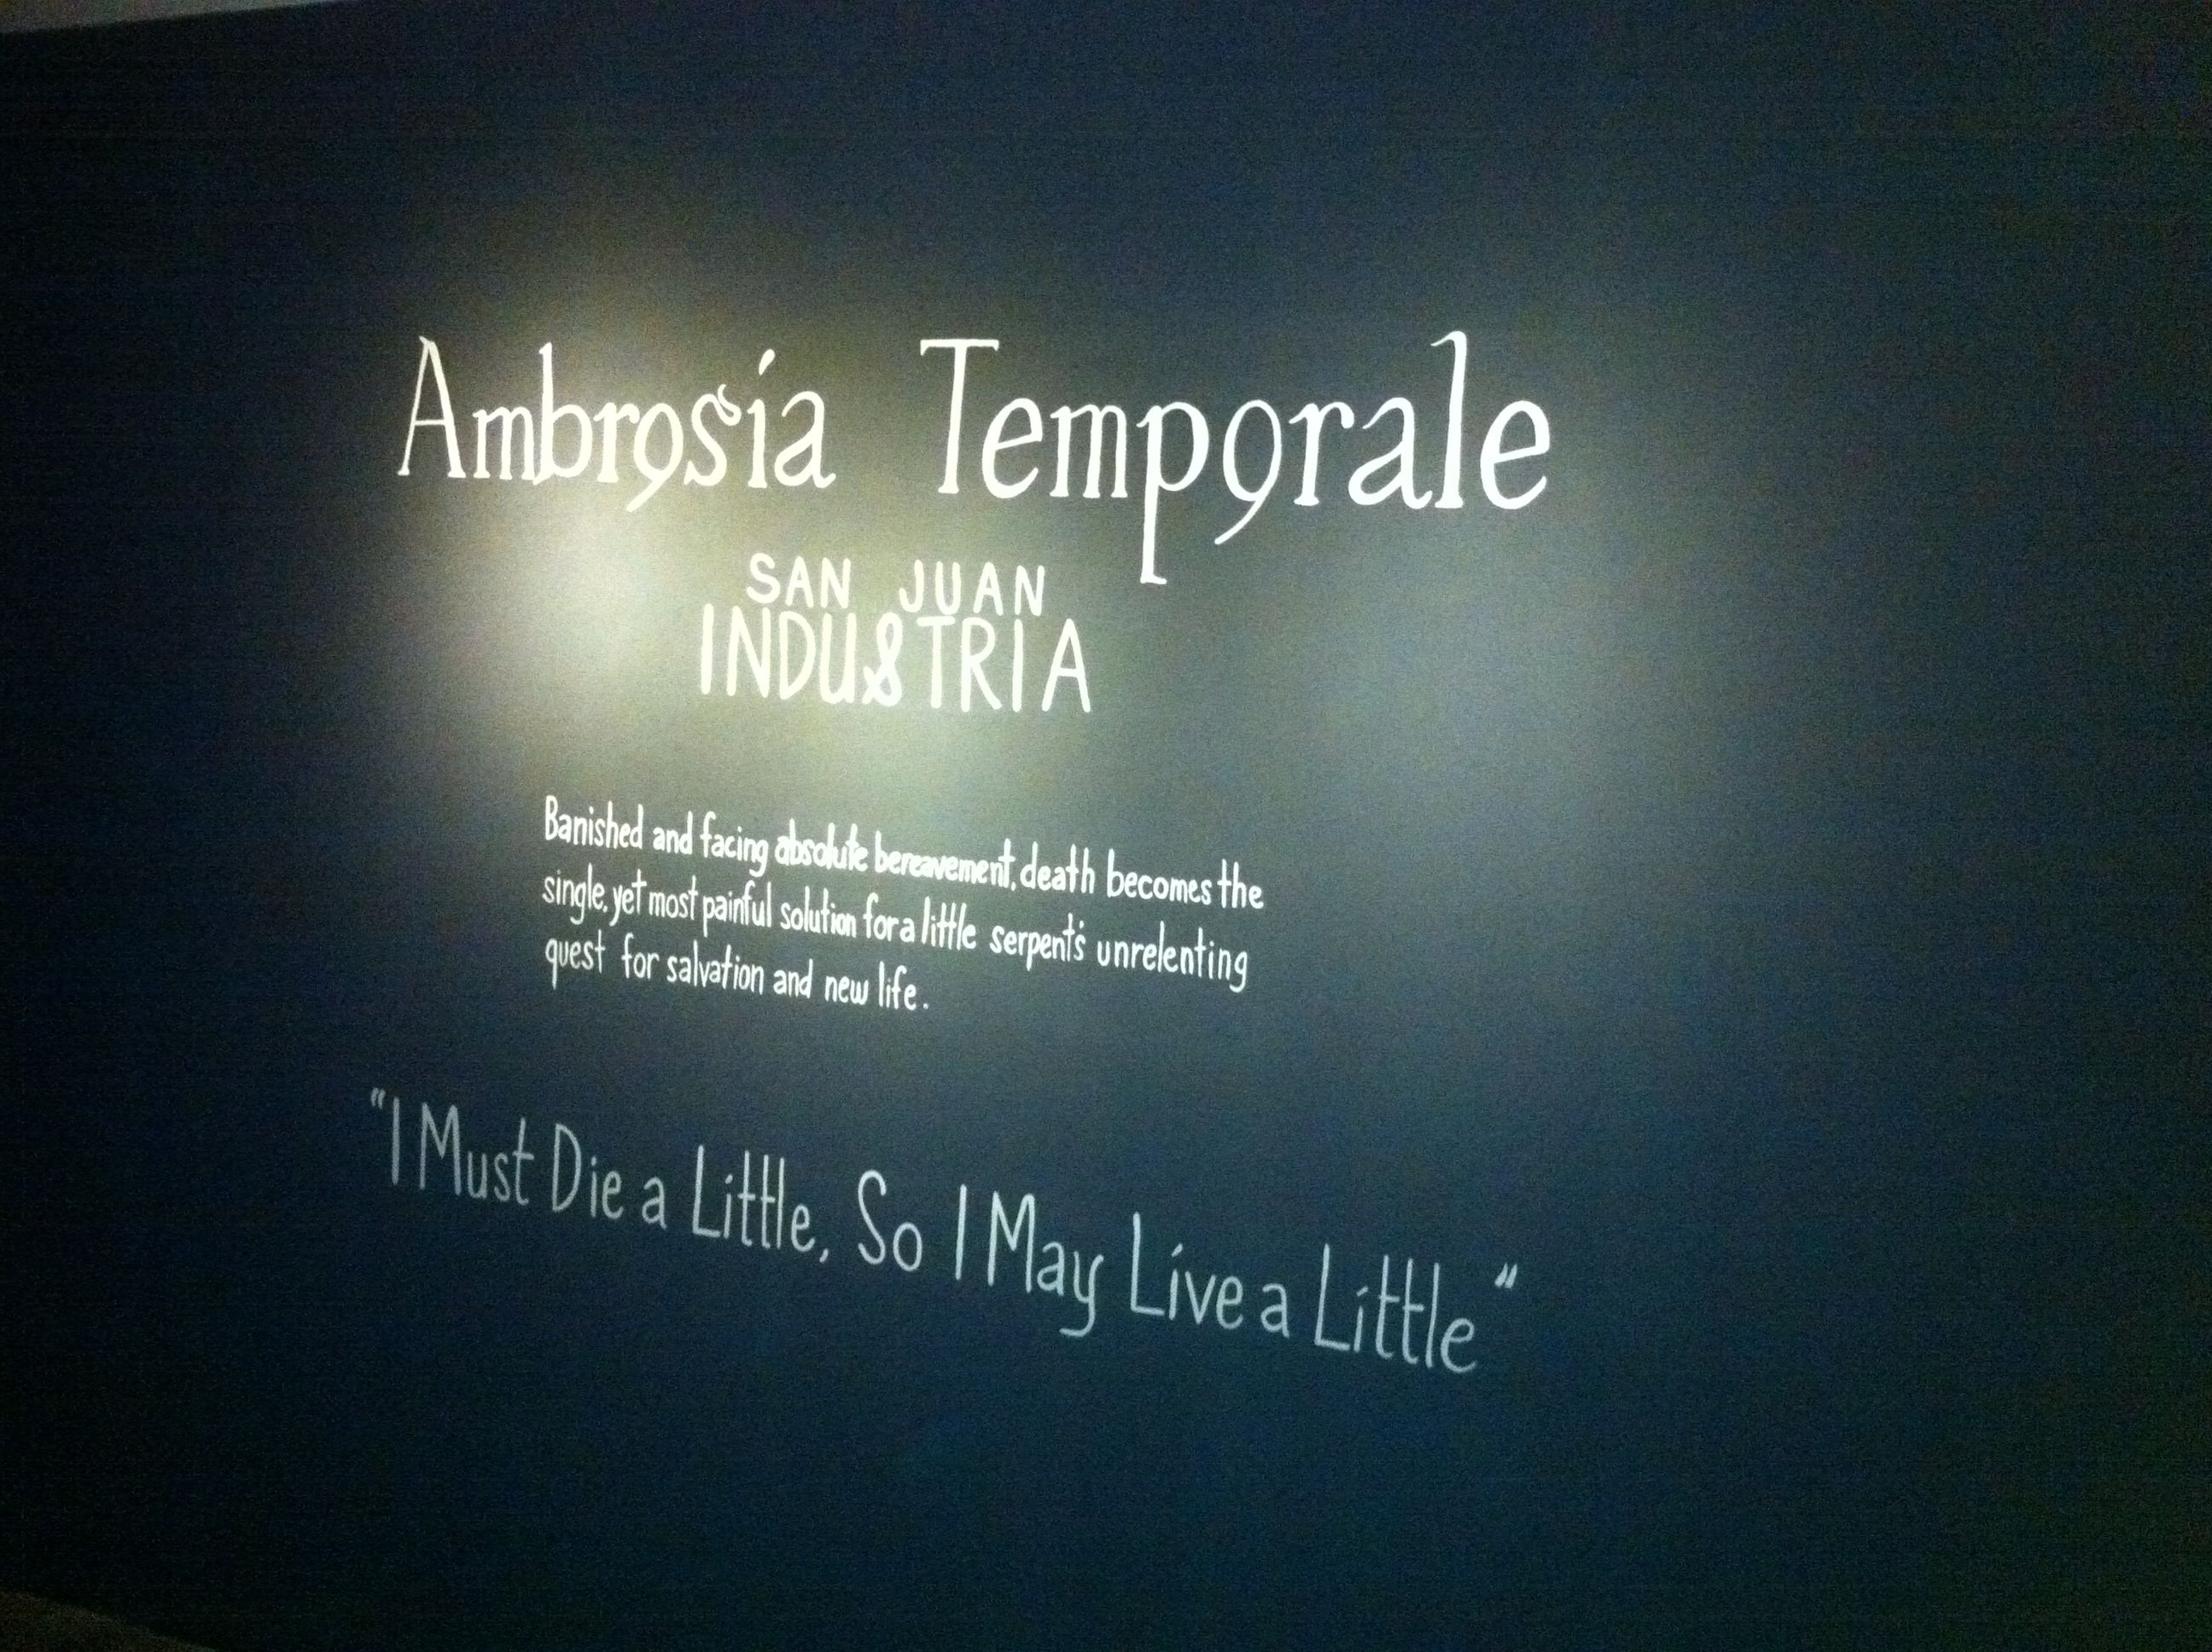 Ambrosia Temporale
SAN JUAN
INDUSTRIA
Banished and facing absolute bereavement, death becomes the
single, yet most painful solution for a little serpent's unrelenting
quest for salvation and new life.
"I Must Die a Little, So I May Live a Little"